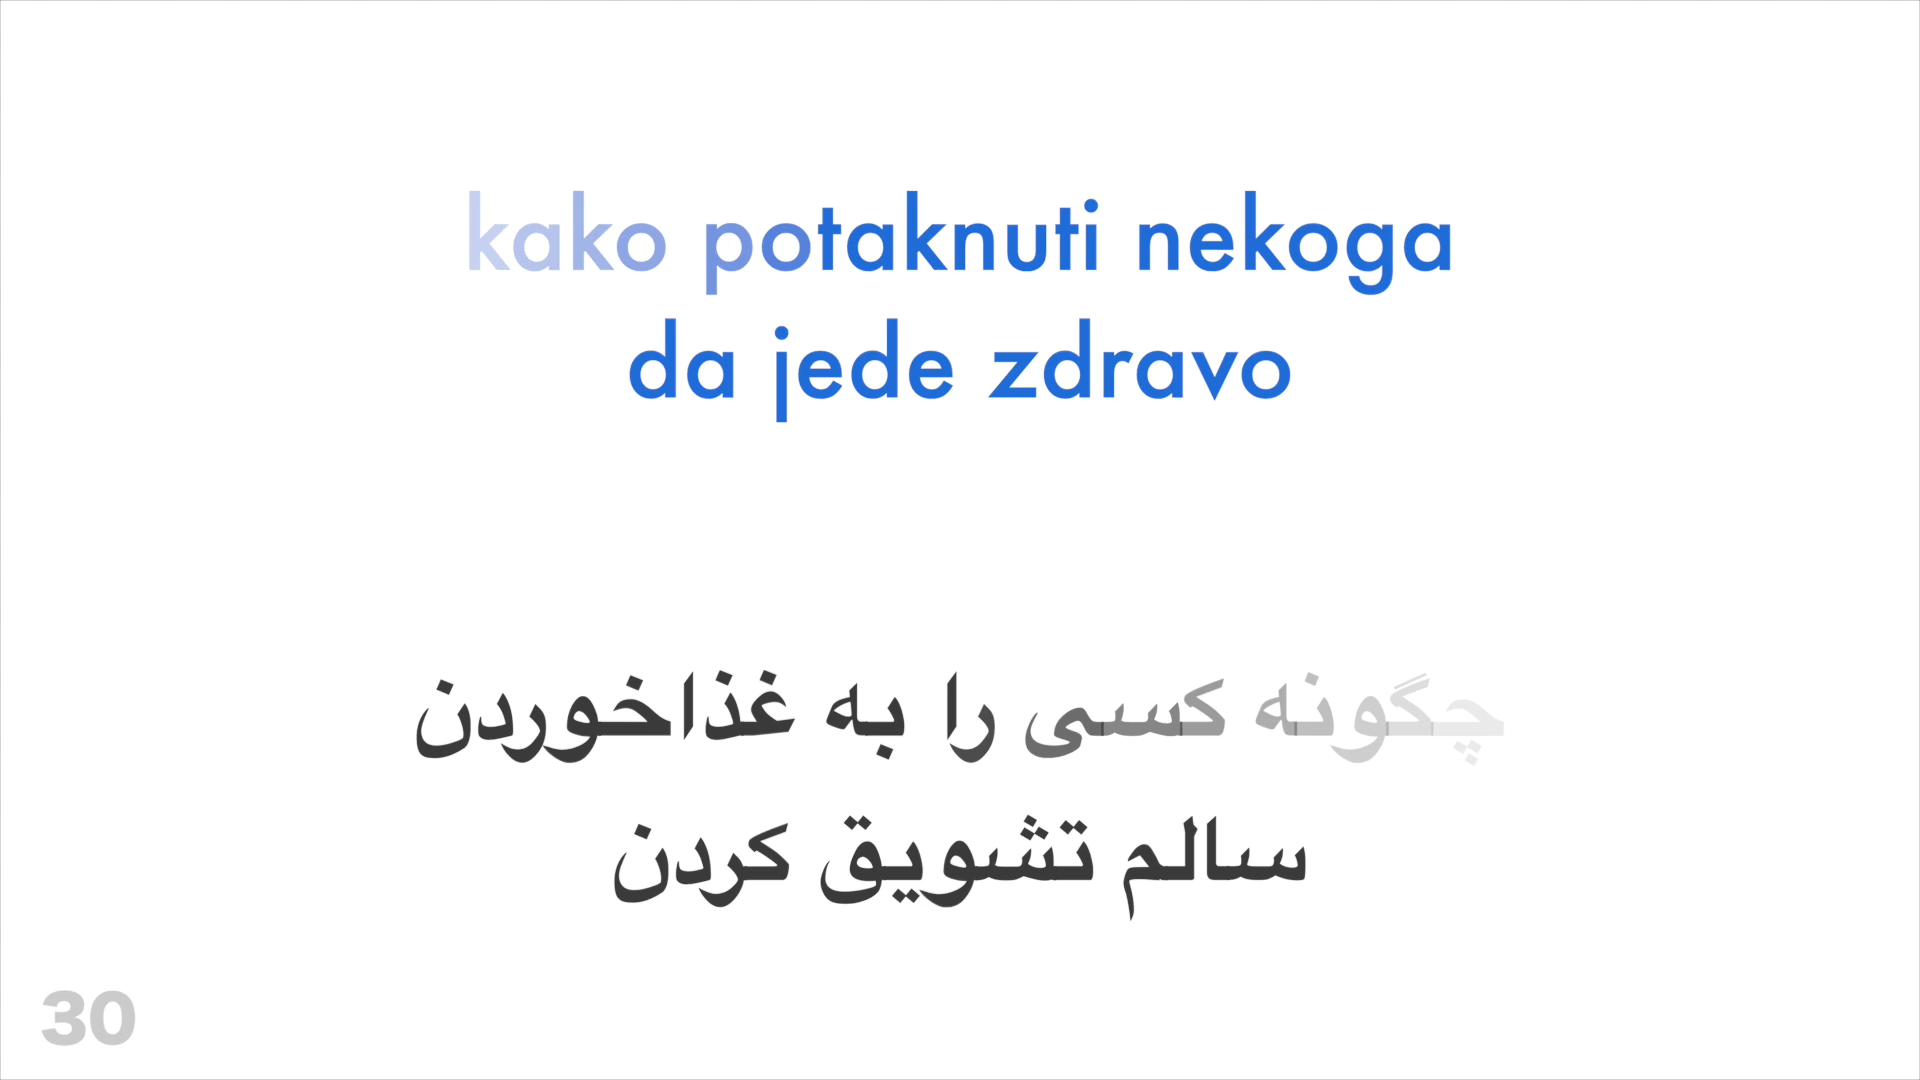 kako potaknuti nekoga
da jede zdravo
چگونه کسی را به غذاخوردن
سالم تشویق کردن
30